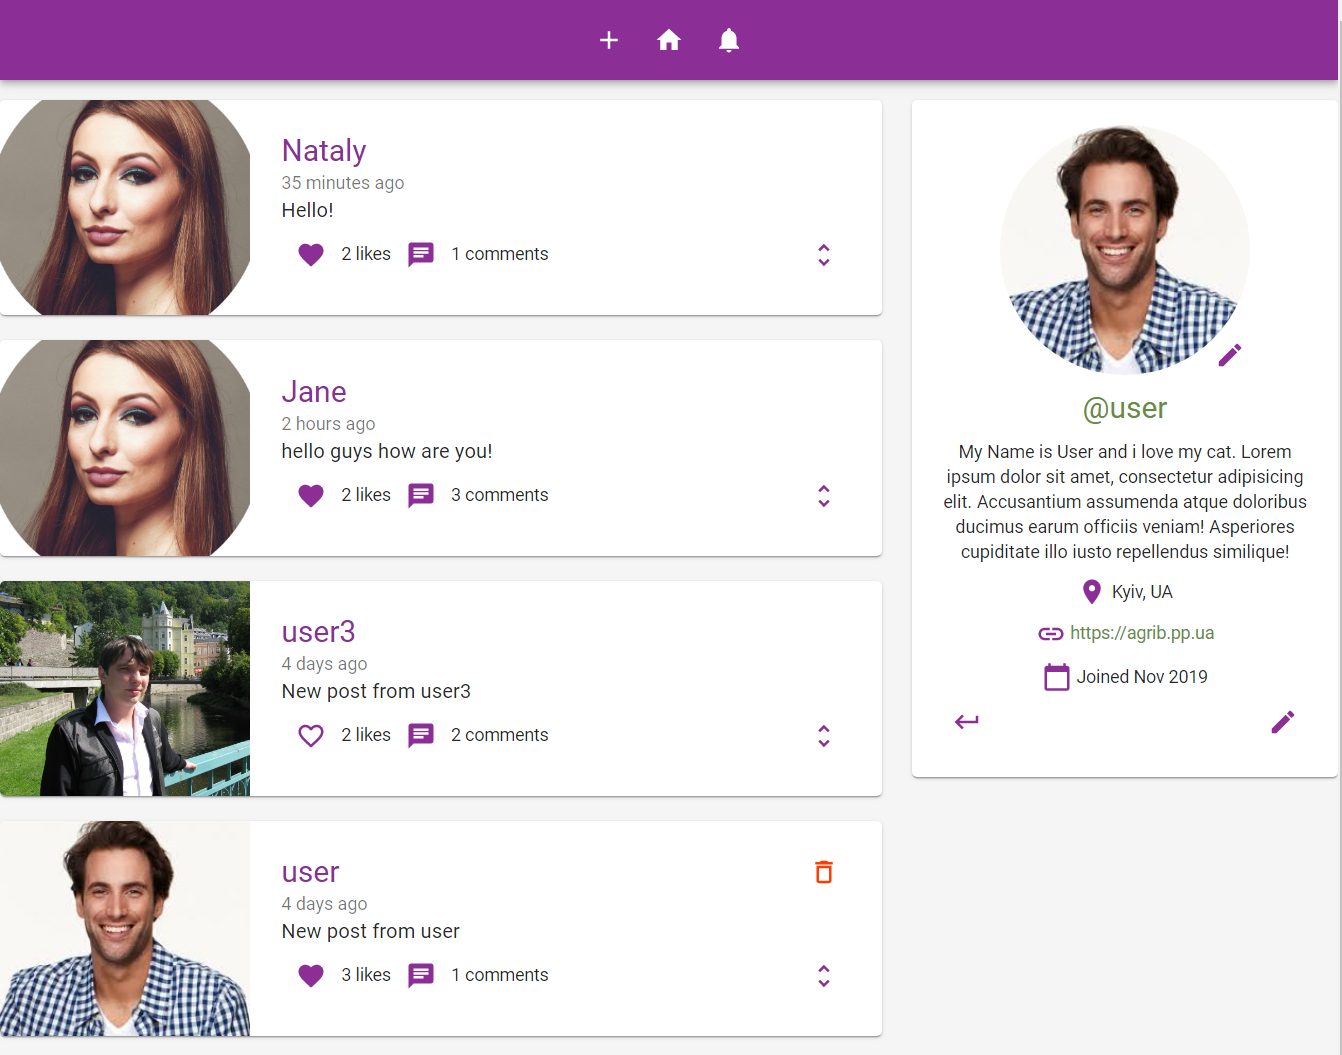 Nataly
35 minutes ago
Hello!
2 likes 1 comments
Jane
2 hours ago
hello guys how are you!
2 likes 3 comments
user3
4 days ago
New post from user3
2 likes 2 comments
user
4 days ago
New post from user
3 likes 1 comments
@user
My Name is User and i love my cat. Lorem
ipsum dolor sit amet, consectetur adipisicing
elit. Accusantium assumenda atque doloribus
ducimus earum officiis veniam! Asperiores
cupiditate illo iusto repellendus similique!
Kyiv, UA
https://agrib.pp.ua
Joined Nov 2019